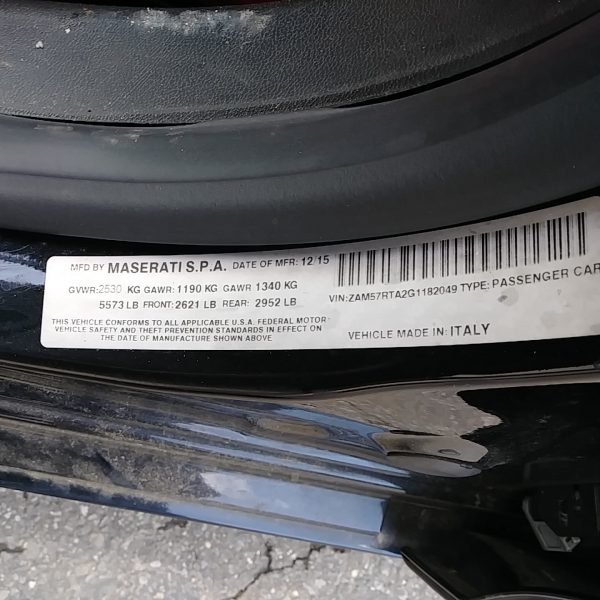 MFD BY MASERATI S.P.A. DATE OF MFR: 12/15
GVWR:2530 KG GAWR:1190 KG GAWR 1340 KG
5573 LB FRONT:2621 LB REAR: 2952 LB
THIS VEHICLE CONFORMS TO ALL APPLICABLE U.S.A. FEDERAL MOTOR-
VEHICLE SAFETY AND THEFT PREVENTION STANDARDS IN EFFECT ON
THE DATE OF MANUFACTURE SHOWN ABOVE
VIN:ZAM57RTA2G1182049 TYPE: PASSENGER CAR
VEHICLE MADE IN: ITALY